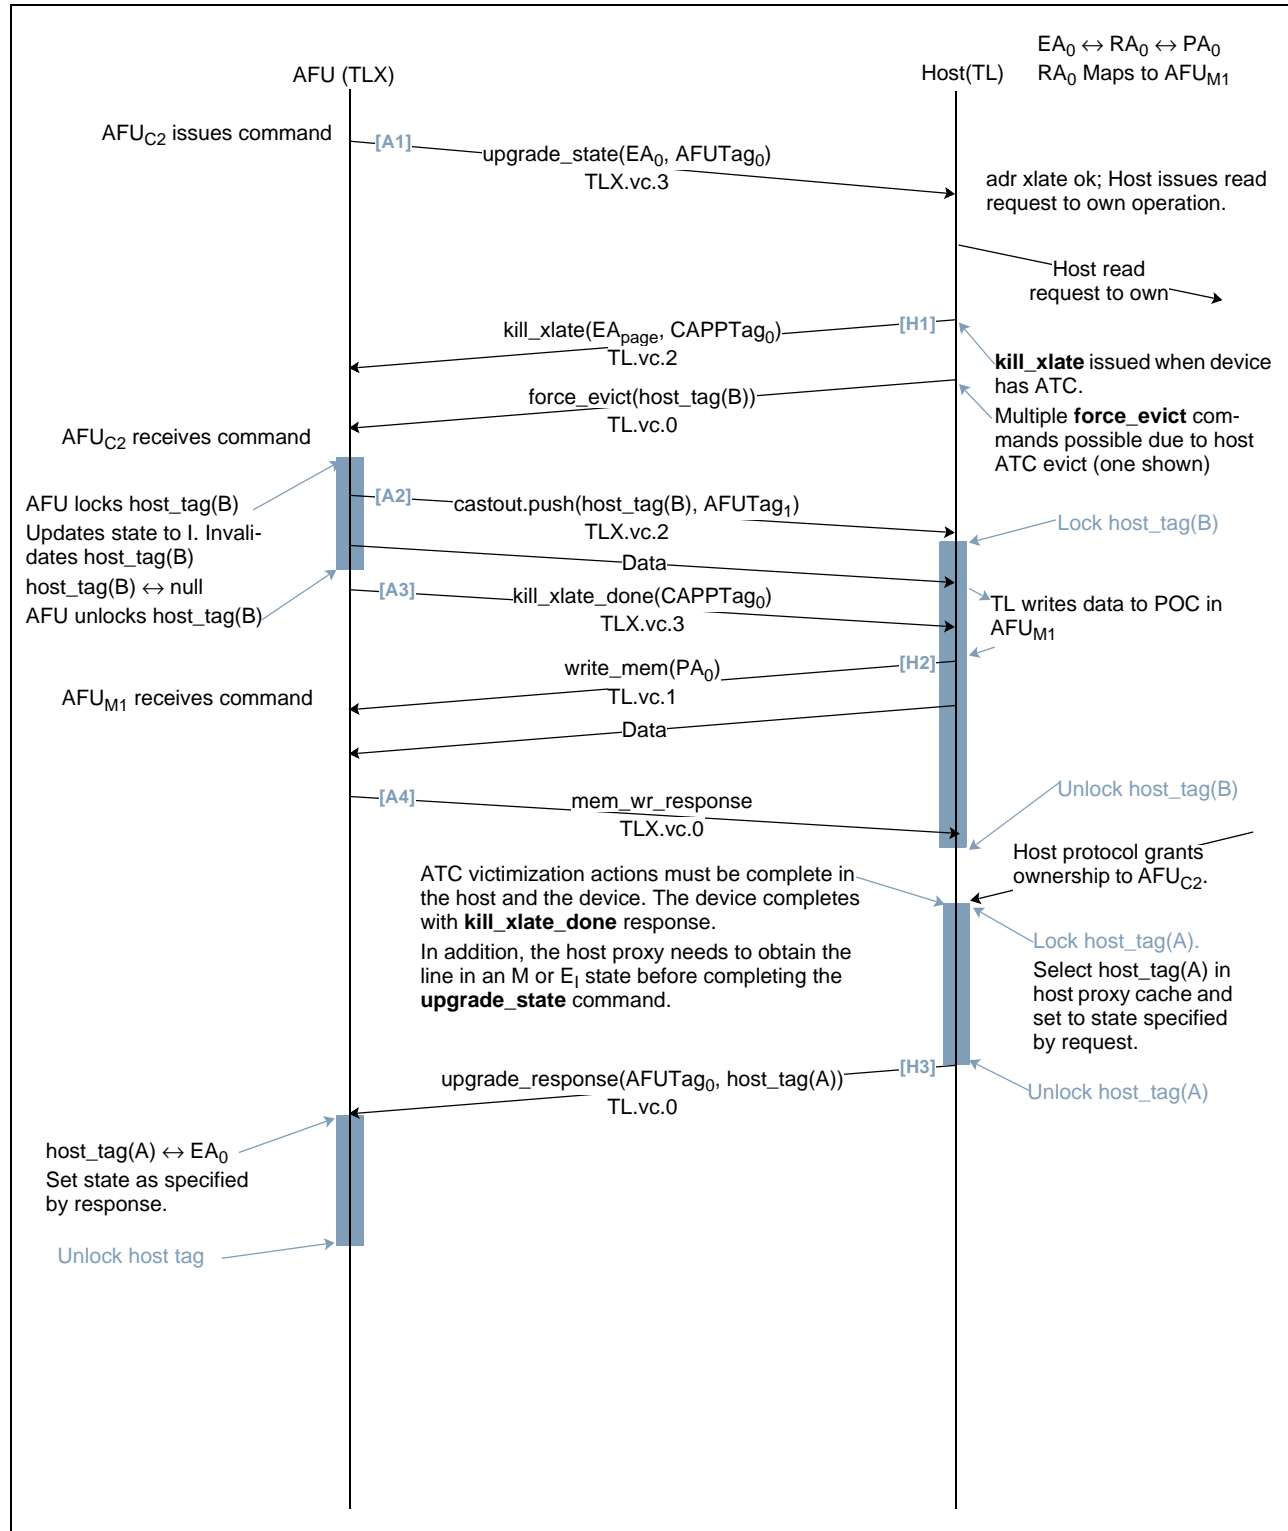 EA0 ↔ RA0 ↔ PA0
AFU (TLX)
Host(TL)
RA0 Maps to AFUM1
AFUC2 issues command
[A1]
upgrade_state(EA0, AFUTag0)
TLX.vc.3
adr xlate ok; Host issues read
request to own operation.
Host read
request to own
[H1]
kill_xlate(EApage, CAPPTag0)
TL.vc.2
kill_xlate issued when device
has ATC.
force_evict(host_tag(B))
TL.vc.0
Multiple force_evict com-
mands possible due to host
ATC evict (one shown)
AFUC2 receives command
AFU locks host_tag(B)
Updates state to I. Invali-
dates host_tag(B)
host_tag(B) ↔ null
AFU unlocks host_tag(B)
[A2]
castout.push(host_tag(B), AFUTag1)
TLX.vc.2
Lock host_tag(B)
Data
[A3]
kill_xlate_done(CAPPTag0)
TLX.vc.3
TL writes data to POC in
AFUM1
[H2]
write_mem(PA0)
TL.vc.1
AFUM1 receives command
Data
[A4]
mem_wr_response
TLX.vc.0
Unlock host_tag(B)
Host protocol grants
ownership to AFUC2.
ATC victimization actions must be complete in
the host and the device. The device completes
with kill_xlate_done response.
In addition, the host proxy needs to obtain the
line in an M or EI state before completing the
upgrade_state command.
Lock host_tag(A).
Select host_tag(A) in
host proxy cache and
set to state specified
by request.
[H3]
upgrade_response(AFUTag0, host_tag(A))
TL.vc.0
Unlock host_tag(A)
host_tag(A) ↔ EA0
Set state as specified
by response.
Unlock host tag